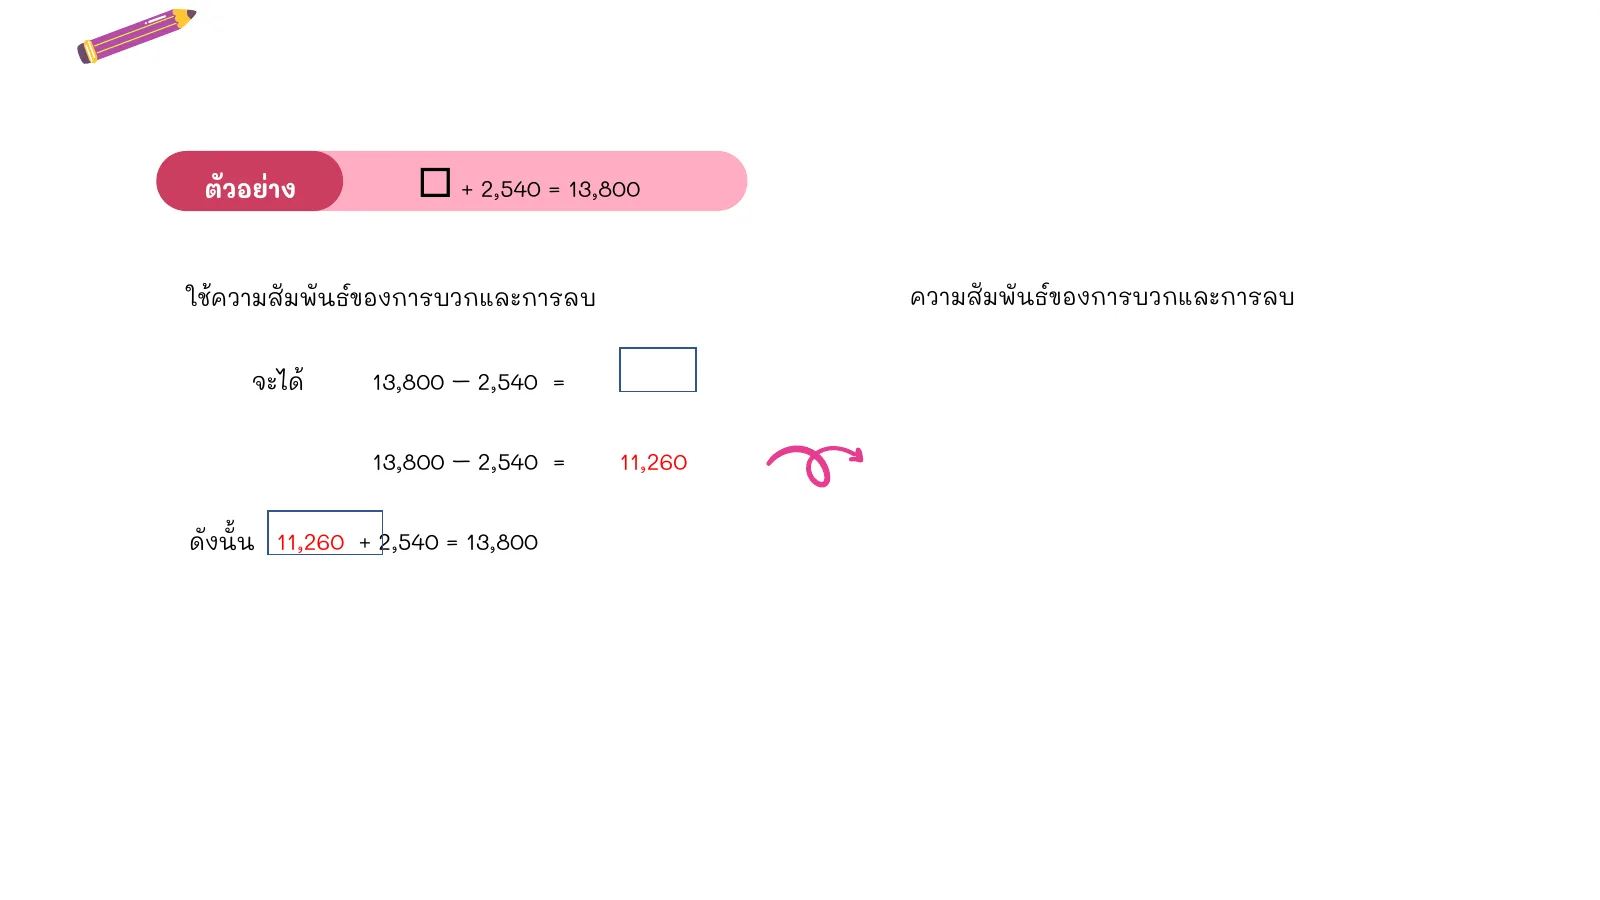 ตัวอย่าง □ + 2,540 = 13,800
ใช้ความสัมพันธ์ของการบวกและการลบ
จะได้ 13,800 – 2,540 =
13,800 – 2,540 = 11,260
ดังนั้น 11,260 + 2,540 = 13,800
ความสัมพันธ์ของการบวกและการลบ